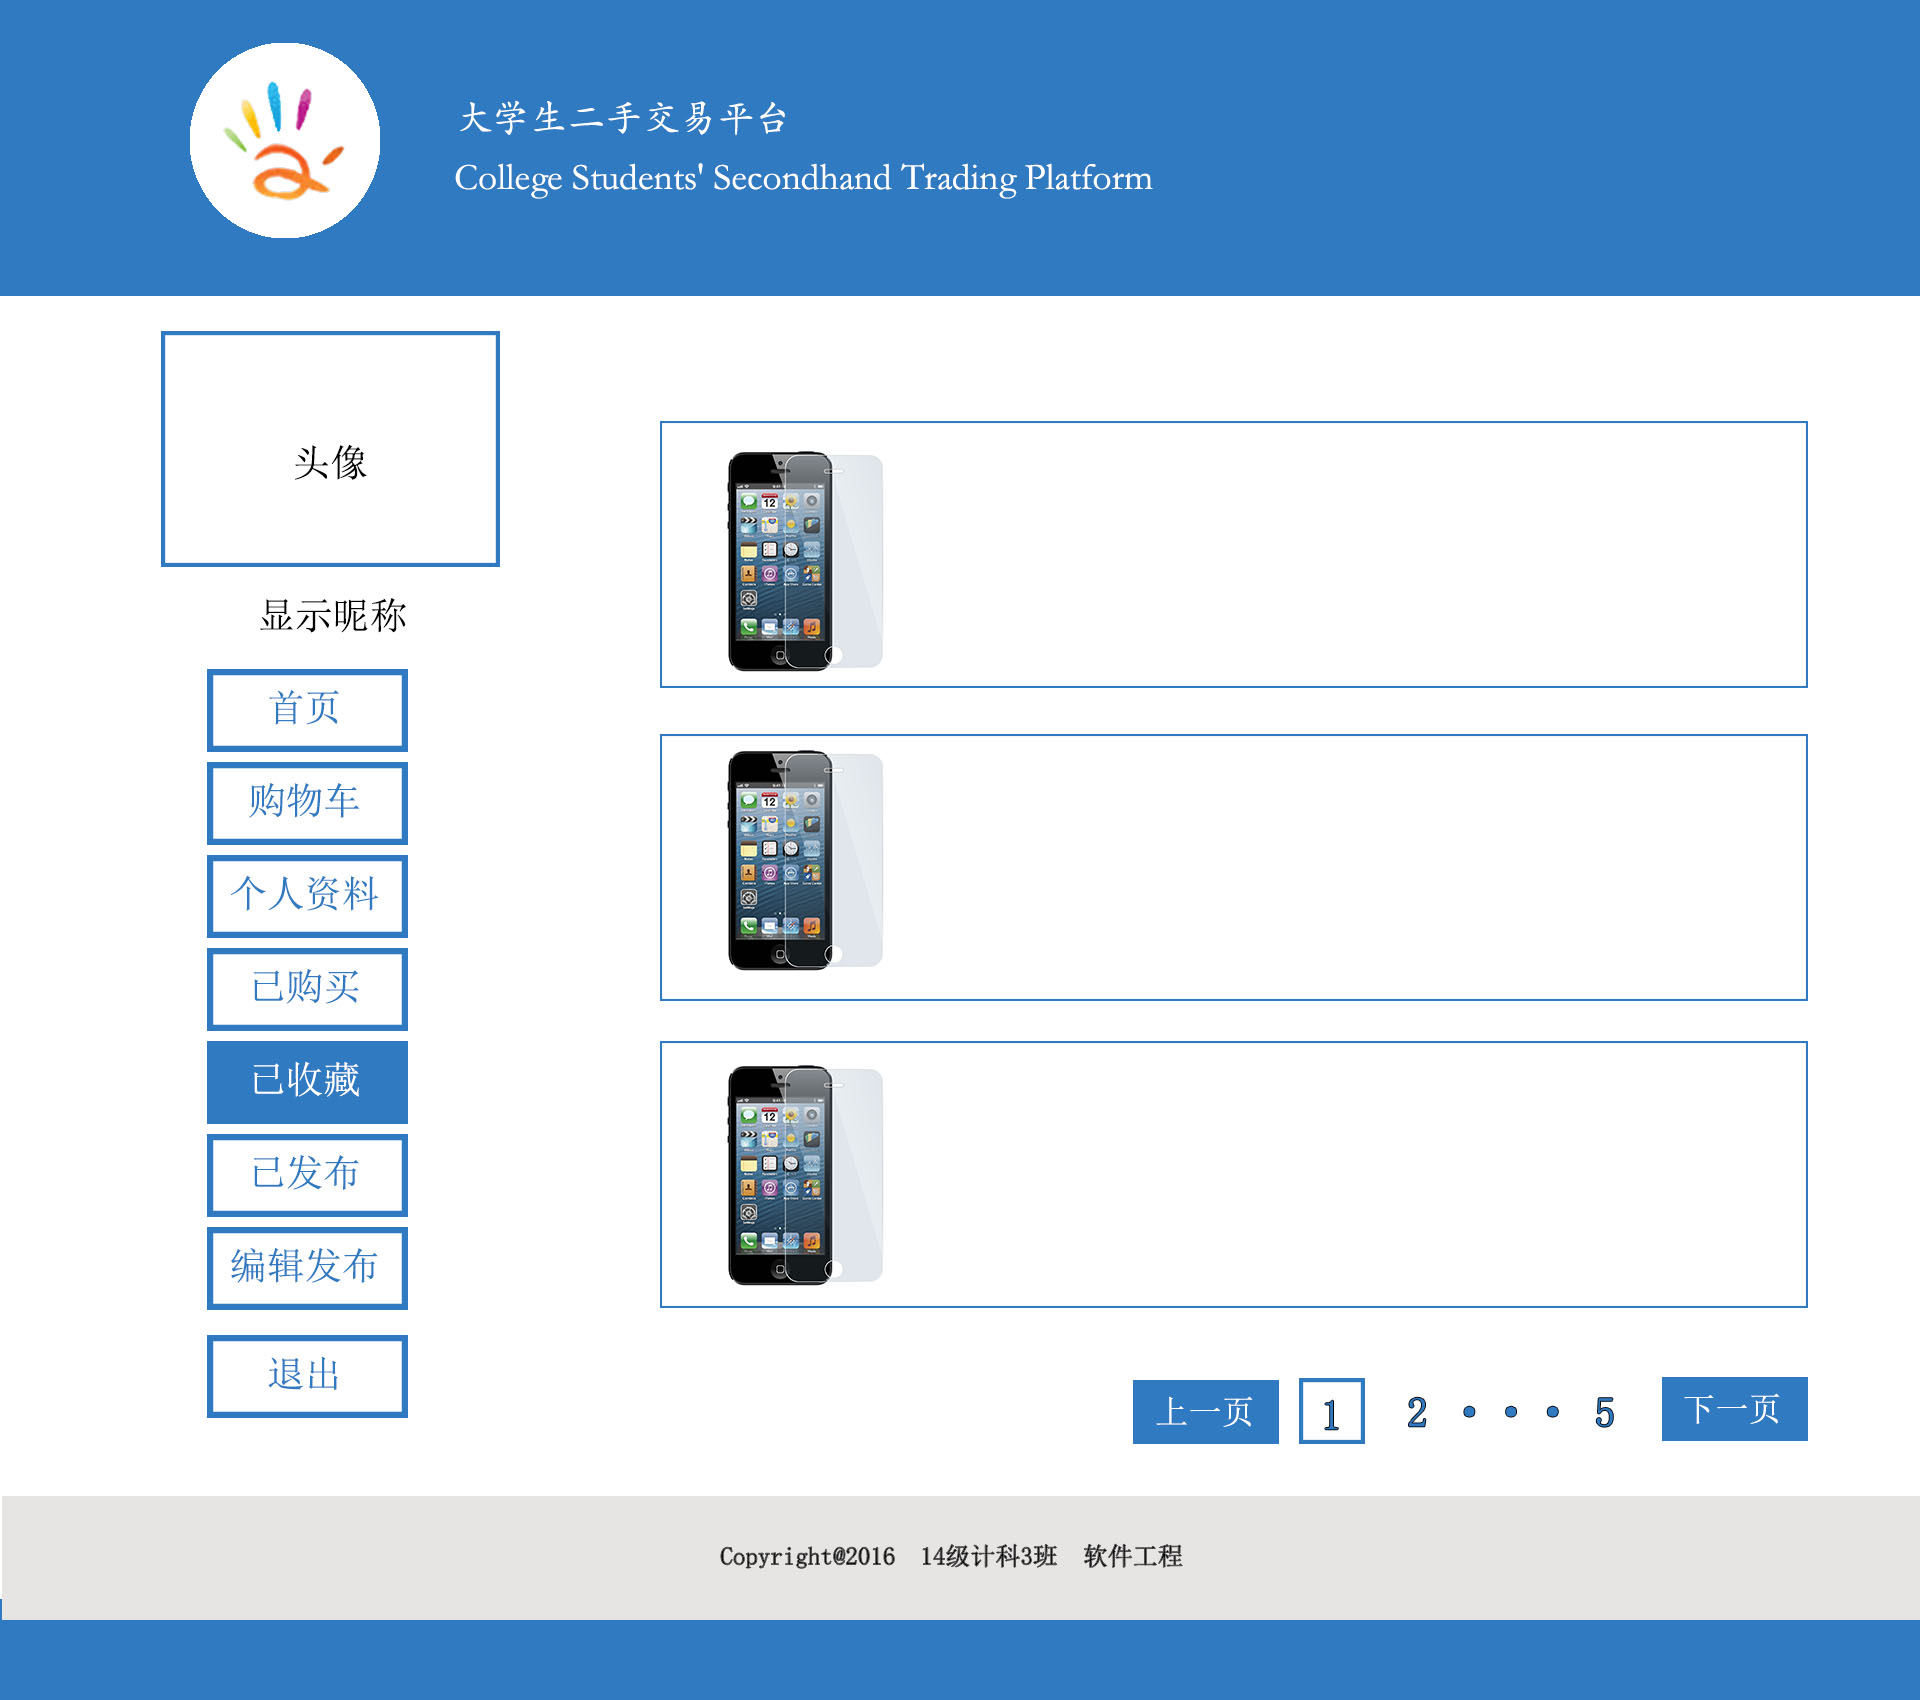 大学生二手交易平台
College Students' Secondhand Trading Platform
头像
显示昵称
首页
购物车
个人资料
已购买
已收藏
已发布
编辑发布
退出
12
12
12
上一页 1 2 • • • 5 下一页
Copyright@2016 14级计科3班 软件工程